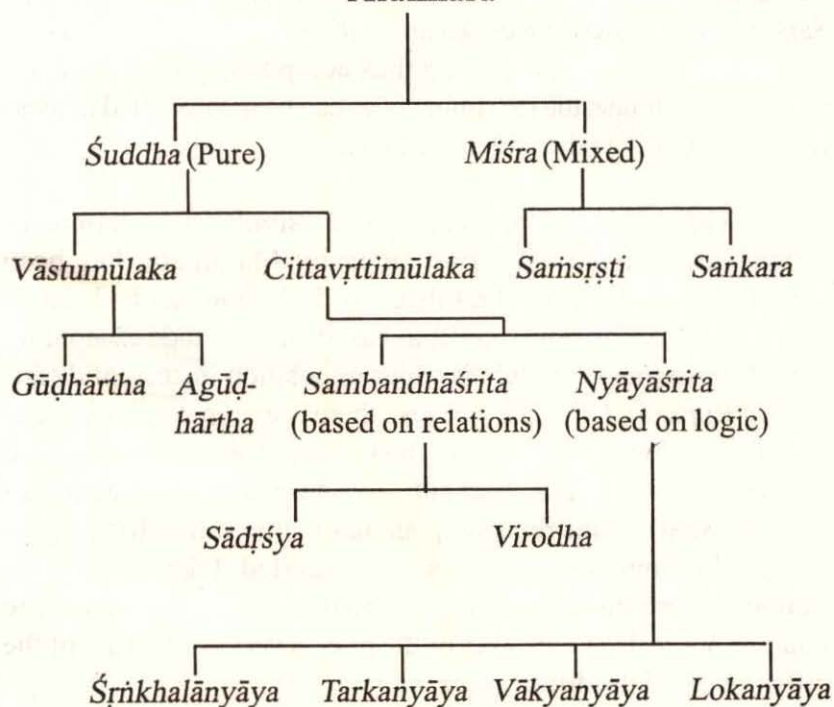 Śuddha (Pure) Miśra (Mixed)
Vāstumūlaka Cittavṛttimūlaka Saṁsṛṣṭi Saṅkara
Gūḍhārtha Agūḍ- Sambandhāśrita Nyāyāśrita
hārtha (based on relations) (based on logic)
Sādṛśya Virodha
Śṛṅkhalānyāya Tarkanyāya Vākyanyāya Lokanyāya